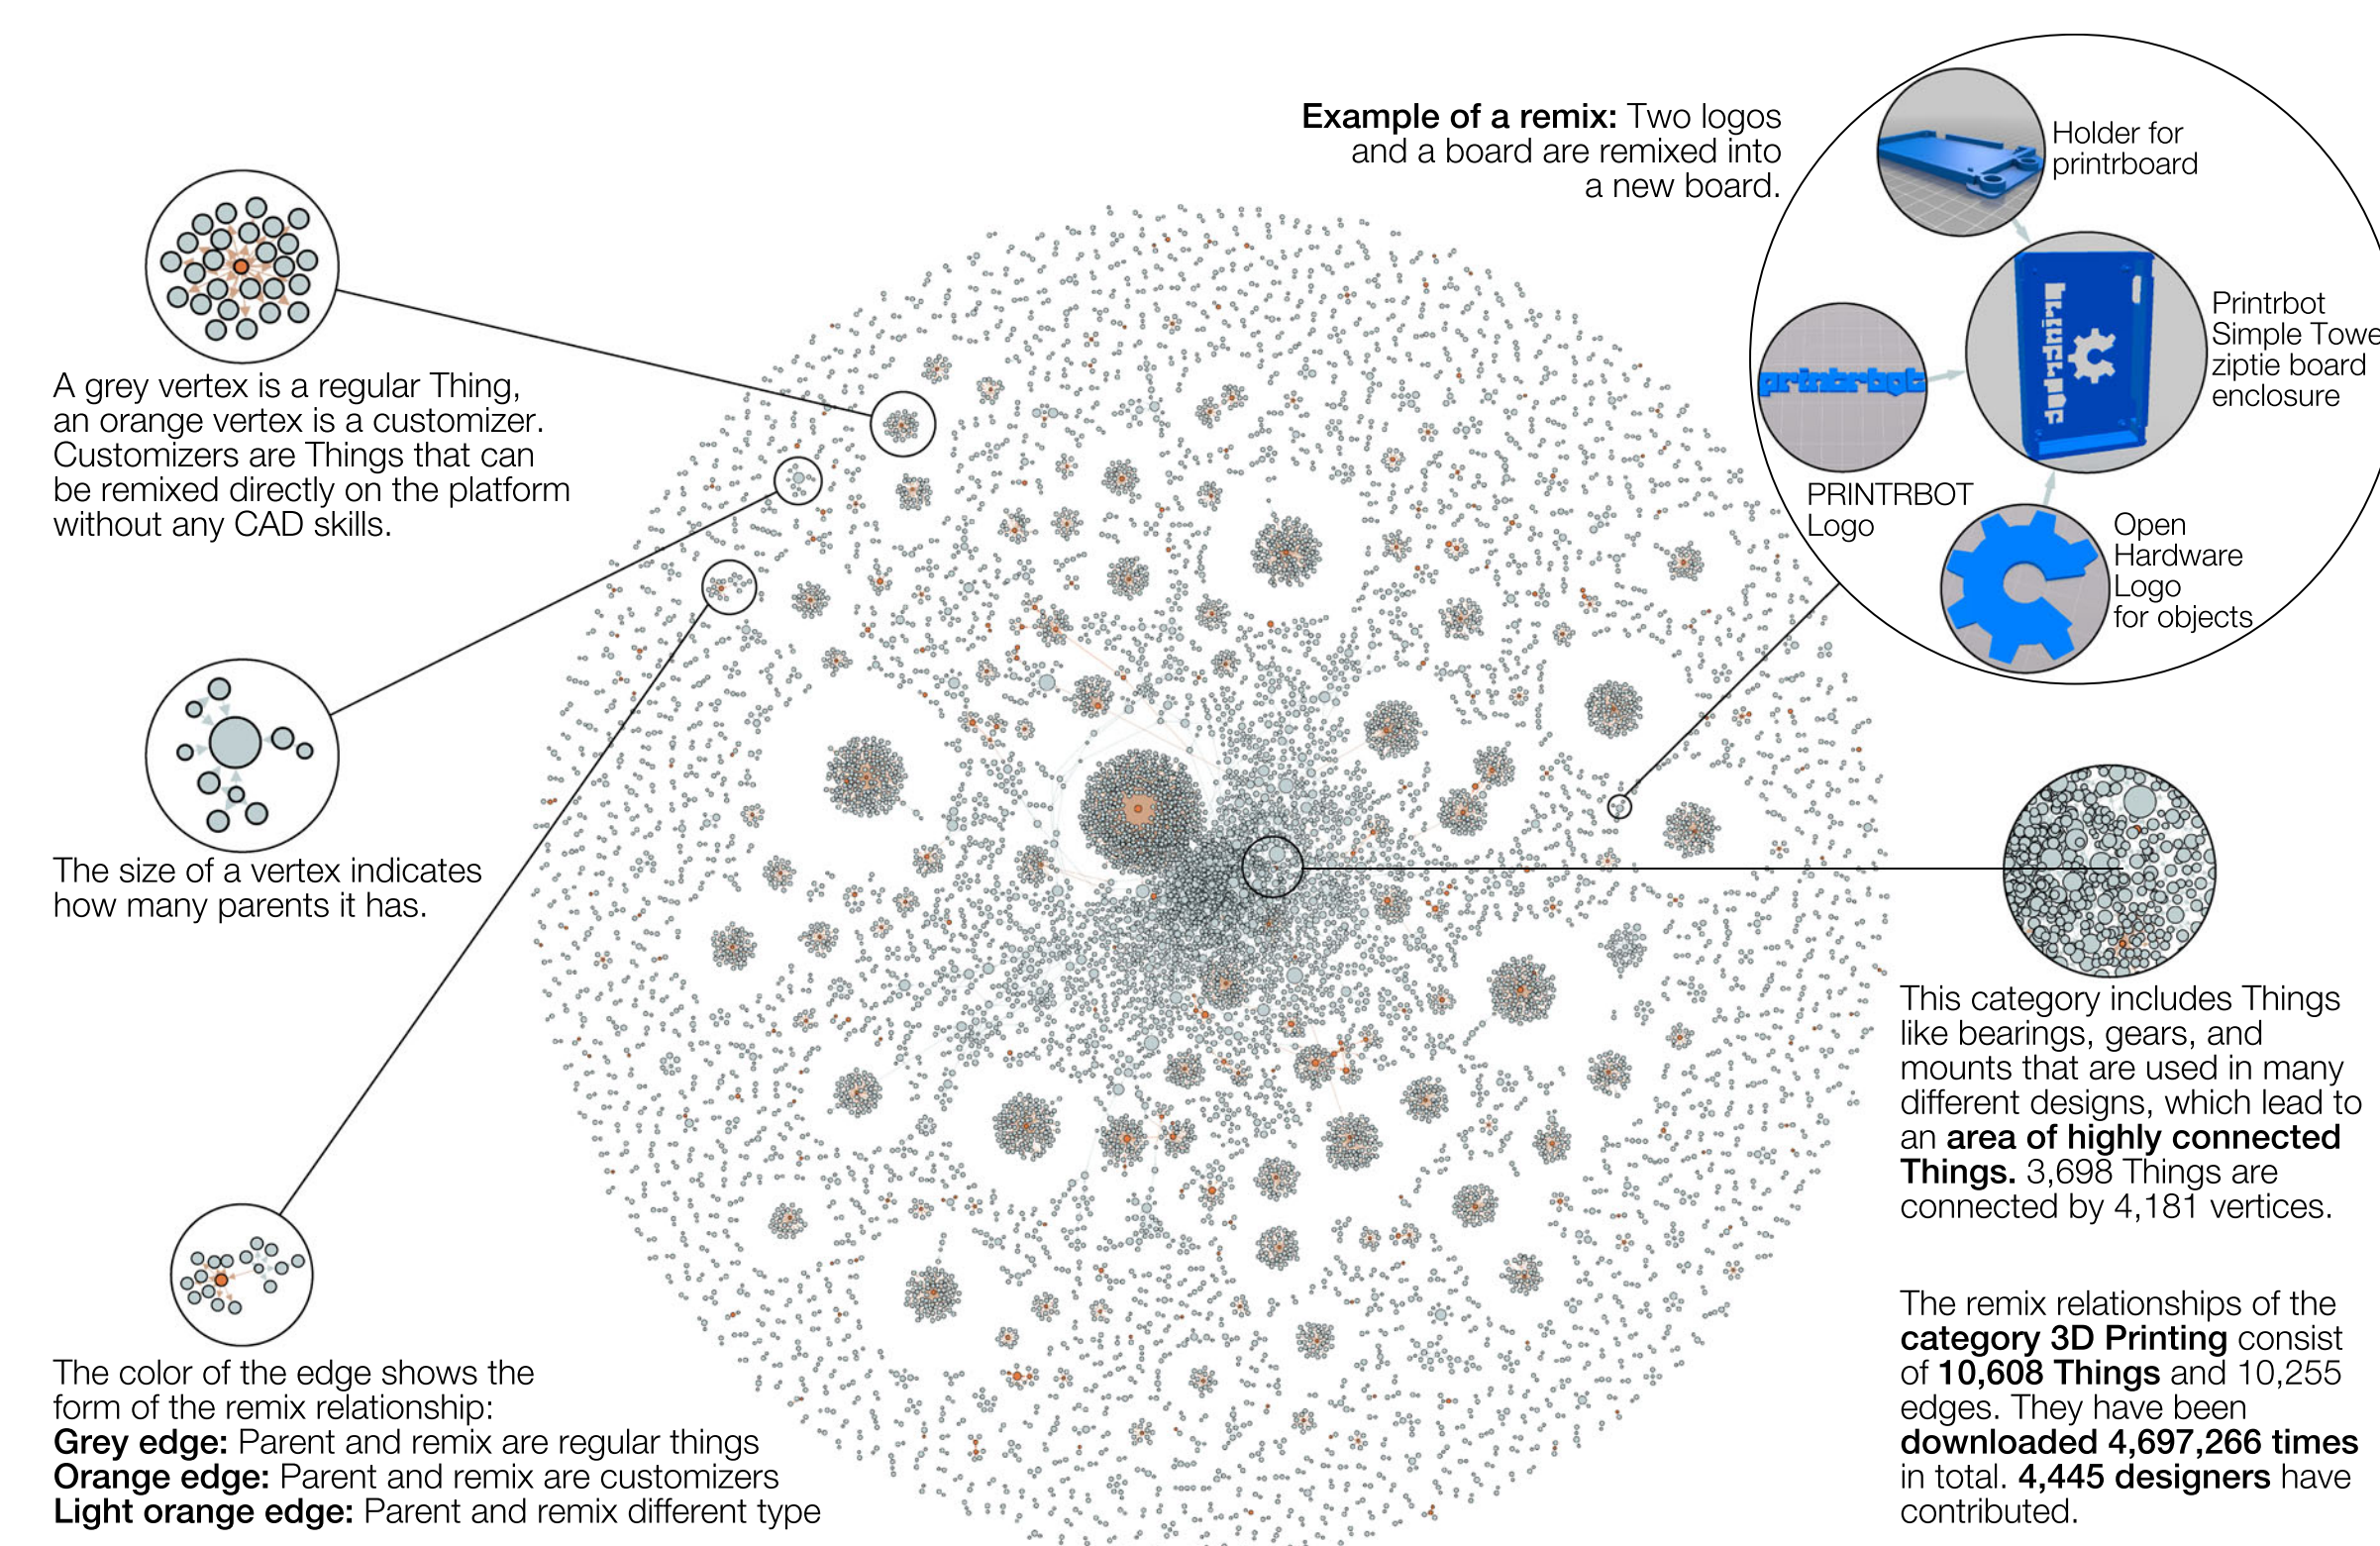 Example of a remix: Two logos
and a board are remixed into
a new board.
Holder for
printrboard
Printrbot
Simple Towe
ziptie board
enclosure
printrbot
printrbot
PRINTRBOT
Logo
Open
Hardware
Logo
for objects
A grey vertex is a regular Thing,
an orange vertex is a customizer.
Customizers are Things that can
be remixed directly on the platform
without any CAD skills.
The size of a vertex indicates
how many parents it has.
The color of the edge shows the
form of the remix relationship:
Grey edge: Parent and remix are regular things
Orange edge: Parent and remix are customizers
Light orange edge: Parent and remix different type
This category includes Things
like bearings, gears, and
mounts that are used in many
different designs, which lead to
an area of highly connected
Things. 3,698 Things are
connected by 4,181 vertices.
The remix relationships of the
category 3D Printing consist
of 10,608 Things and 10,255
edges. They have been
downloaded 4,697,266 times
in total. 4,445 designers have
contributed.